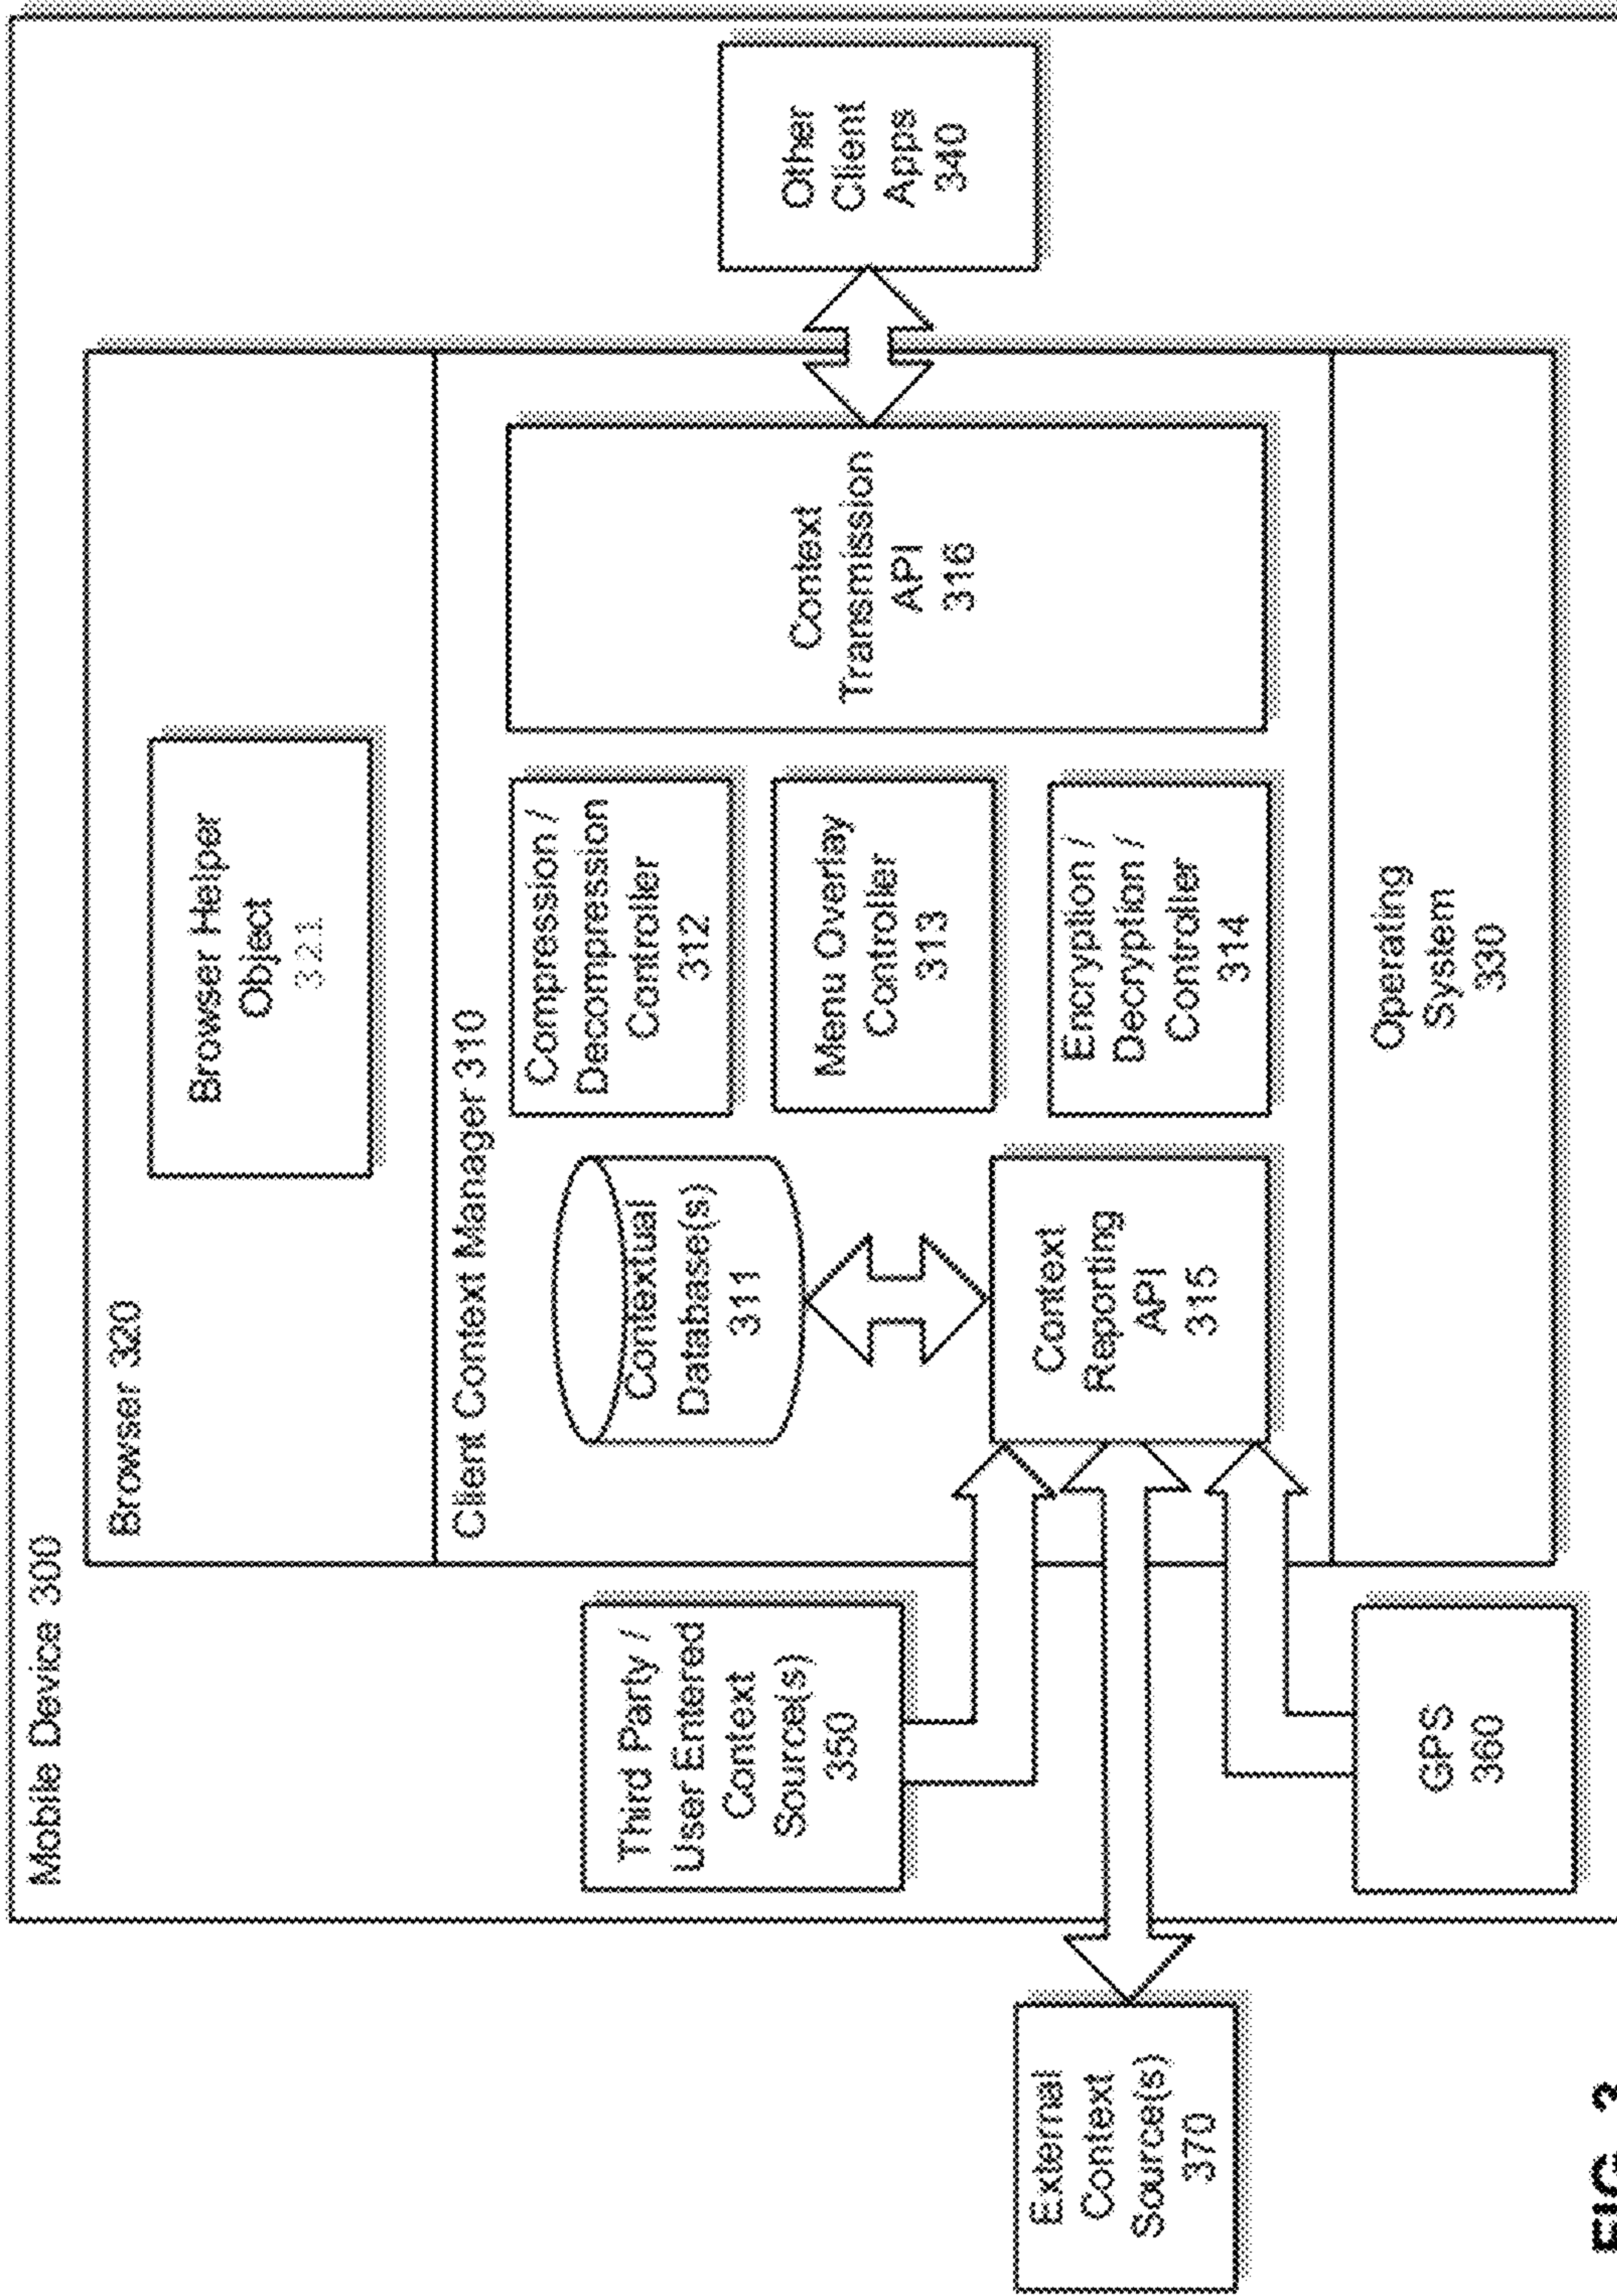 Mobile Device 300
Browser 320
Browser Helper
Object
321
Client Context Manager 310
Contextual
Database(s)
311
Compression /
Decompression
Controller
312
Menu Overlay
Controller
313
Encryption /
Decryption /
Controller
314
Context
Reporting
API
315
Context
Transmission
API
316
Operating
System
330
Other
Client
Apps
340
Third Party /
User Entered
Context
Source(s)
350
GPS
360
External
Context
Source(s)
370
FIG. 3